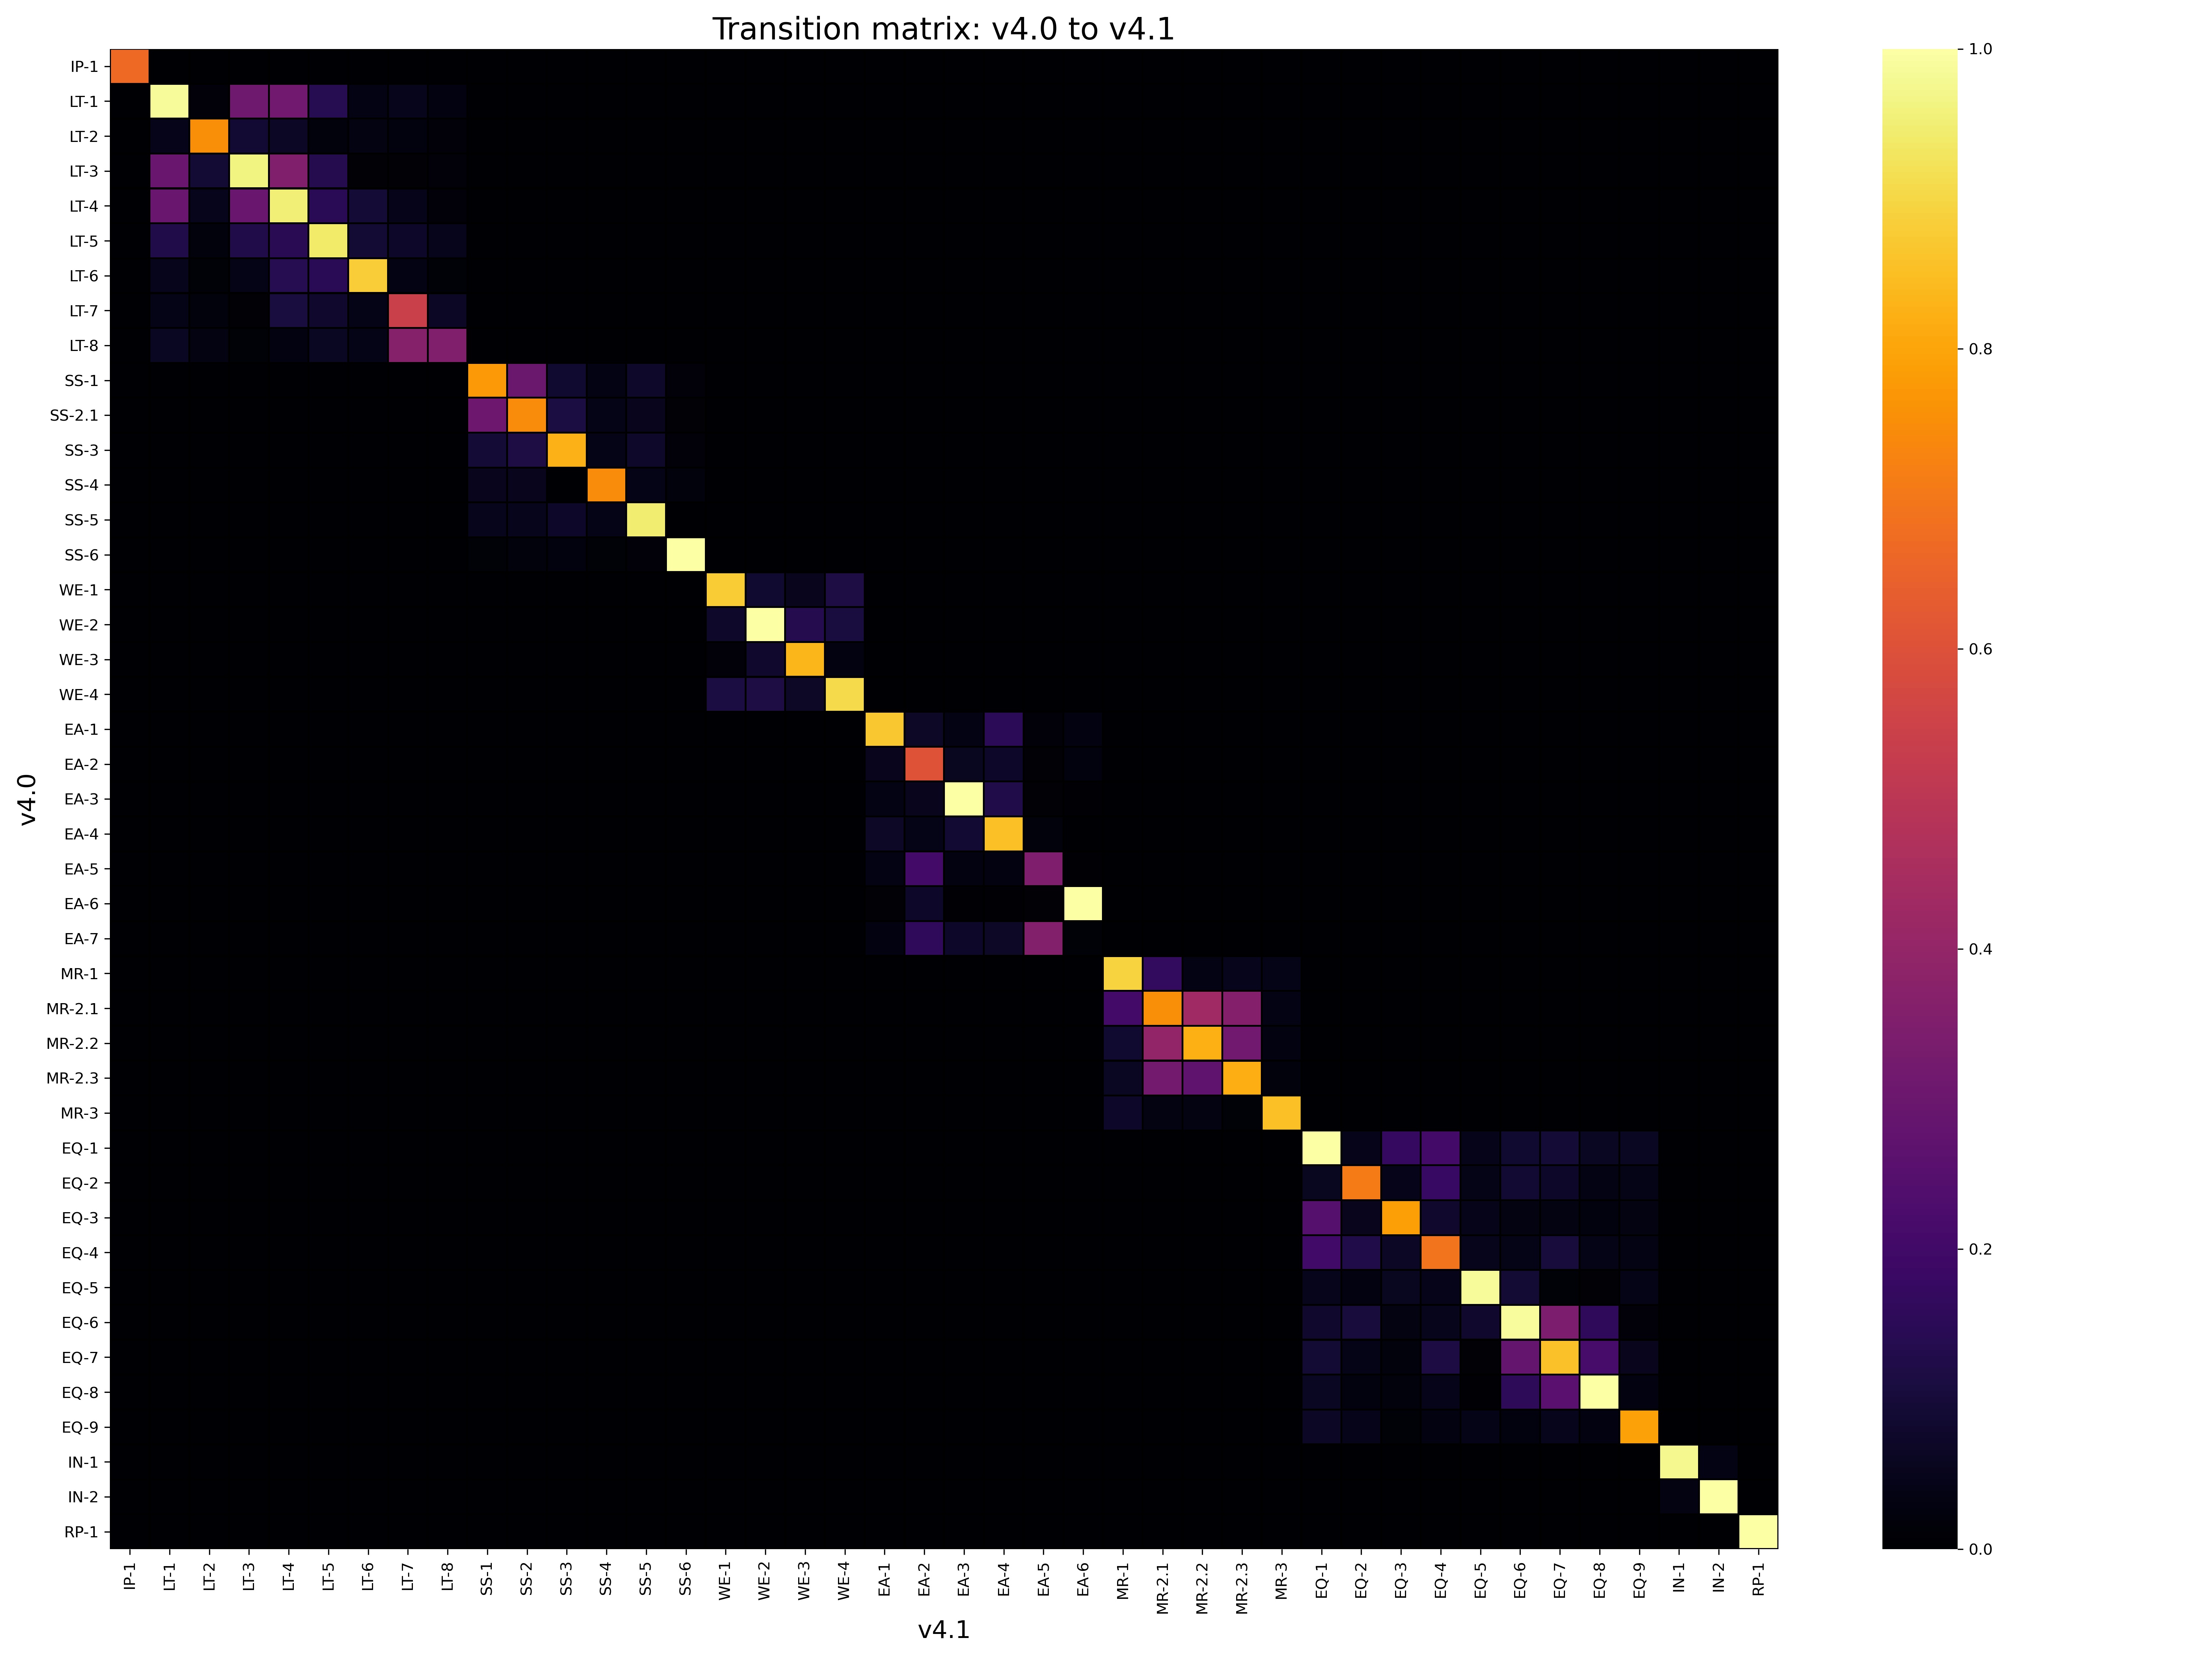 Transition matrix: v4.0 to v4.1
v4.0
IP-1
LT-1
LT-2
LT-3
LT-4
LT-5
LT-6
LT-7
LT-8
SS-1
SS-2.1
SS-3
SS-4
SS-5
SS-6
WE-1
WE-2
WE-3
WE-4
EA-1
EA-2
EA-3
EA-4
EA-5
EA-6
EA-7
MR-1
MR-2.1
MR-2.2
MR-2.3
MR-3
EQ-1
EQ-2
EQ-3
EQ-4
EQ-5
EQ-6
EQ-7
EQ-8
EQ-9
IN-1
IN-2
RP-1
IP-1 LT-1 LT-2 LT-3 LT-4 LT-5 LT-6 LT-7 LT-8 SS-1 SS-2 SS-3 SS-4 SS-5 SS-6 WE-1 WE-2 WE-3 WE-4 EA-1 EA-2 EA-3 EA-4 EA-5 EA-6 MR-1 MR-2.1 MR-2.2 MR-2.3 MR-3 EQ-1 EQ-2 EQ-3 EQ-4 EQ-5 EQ-6 EQ-7 EQ-8 EQ-9 IN-1 IN-2 RP-1
v4.1
1.0
0.8
0.6
0.4
0.2
0.0